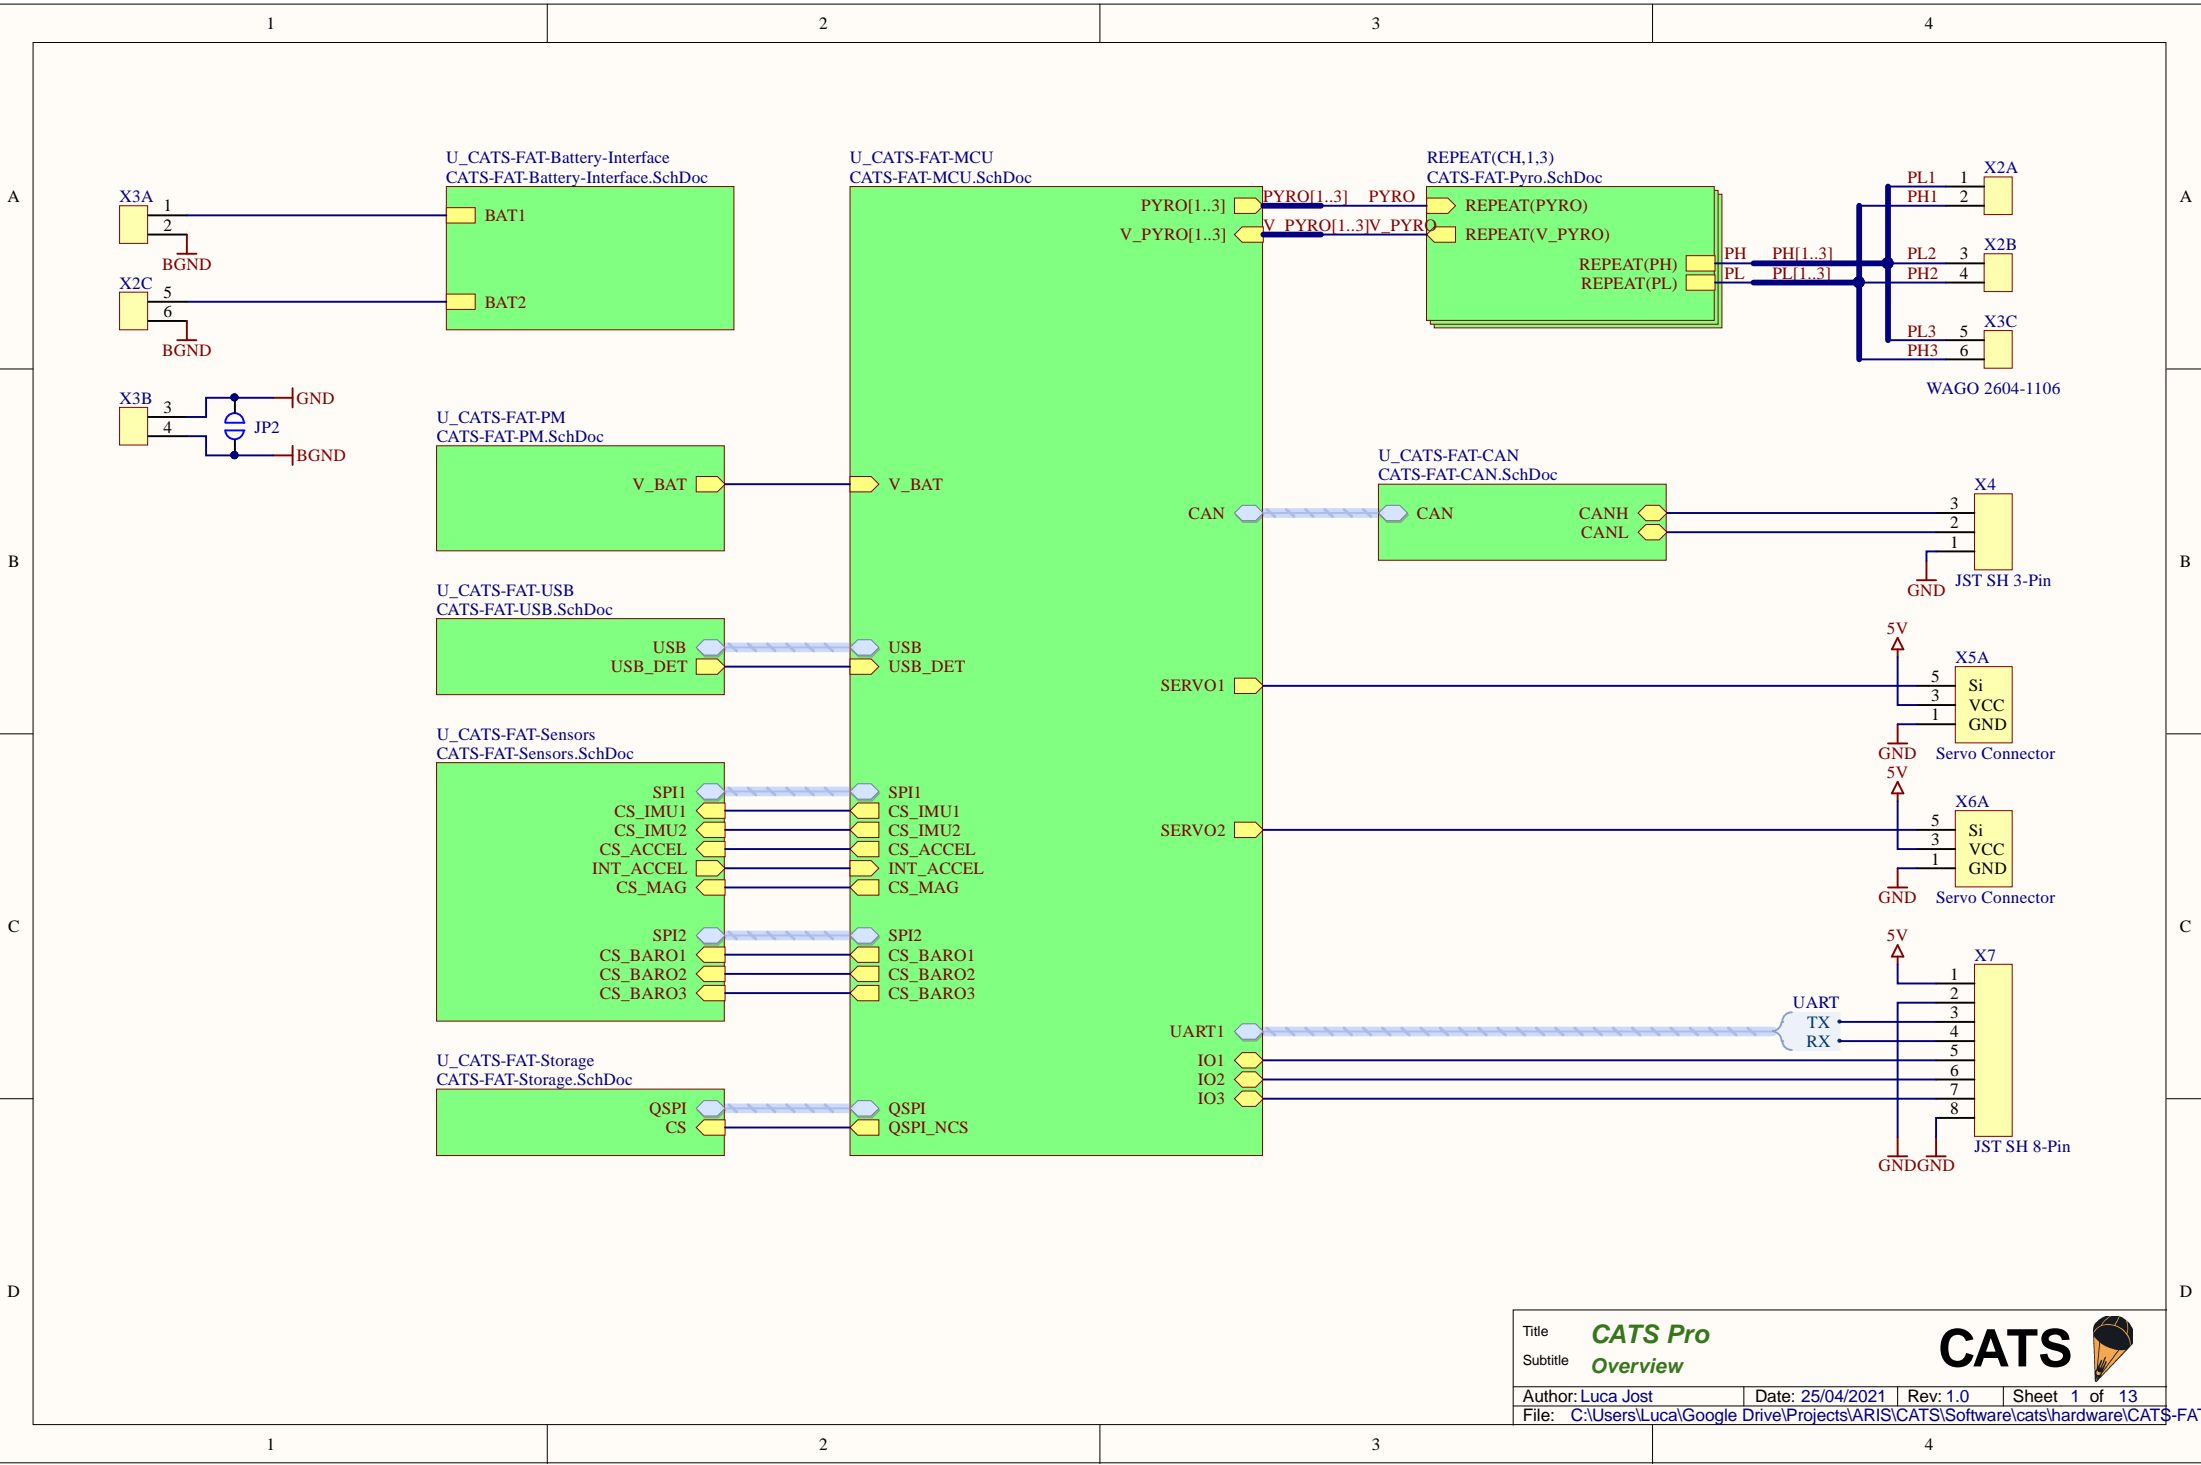 1 2 3 4
A A
B B
C C
D D
X3A
1
2
BGND
X2C
5
6
BGND
X3B
3
4
GND
JP2
BGND
U_CATS-FAT-Battery-Interface
CATS-FAT-Battery-Interface.SchDoc
BAT1
BAT2
U_CATS-FAT-PM
CATS-FAT-PM.SchDoc
V_BAT
U_CATS-FAT-USB
CATS-FAT-USB.SchDoc
USB
USB_DET
U_CATS-FAT-Sensors
CATS-FAT-Sensors.SchDoc
SPI1
CS_IMU1
CS_IMU2
CS_ACCEL
INT_ACCEL
CS_MAG
SPI2
CS_BARO1
CS_BARO2
CS_BARO3
U_CATS-FAT-Storage
CATS-FAT-Storage.SchDoc
QSPI
CS
U_CATS-FAT-MCU
CATS-FAT-MCU.SchDoc
V_BAT
USB
USB_DET
SPI1
CS_IMU1
CS_IMU2
CS_ACCEL
INT_ACCEL
CS_MAG
SPI2
CS_BARO1
CS_BARO2
CS_BARO3
QSPI
QSPI_NCS
PYRO[1..3]
V_PYRO[1..3]
CAN
SERVO1
SERVO2
UART1
IO1
IO2
IO3
PYRO[1..3] PYRO
V_PYRO[1..3] V_PYRO
REPEAT(CH,1,3)
CATS-FAT-Pyro.SchDoc
REPEAT(PYRO)
REPEAT(V_PYRO)
REPEAT(PH)
REPEAT(PL)
PH PH[1..3]
PL PL[1..3]
X2A
PL1 1
PH1 2
X2B
PL2 3
PH2 4
X3C
PL3 5
PH3 6
WAGO 2604-1106
U_CATS-FAT-CAN
CATS-FAT-CAN.SchDoc
CAN
CANH
CANL
X4
3
2
1
GND
JST SH 3-Pin
5V
X5A
5 Si
3 VCC
1 GND
GND
Servo Connector
5V
X6A
5 Si
3 VCC
1 GND
GND
Servo Connector
5V
X7
1
2
3
4
5
6
7
8
UART
TX
RX
GND GND
JST SH 8-Pin
Title CATS Pro
Subtitle Overview
CATS
Author: Luca Jost Date: 25/04/2021 Rev: 1.0 Sheet 1 of 13
File: C:\Users\Luca\Google Drive\Projects\ARIS\CATS\Software\cats\hardware\CATS-FAT
1 2 3 4